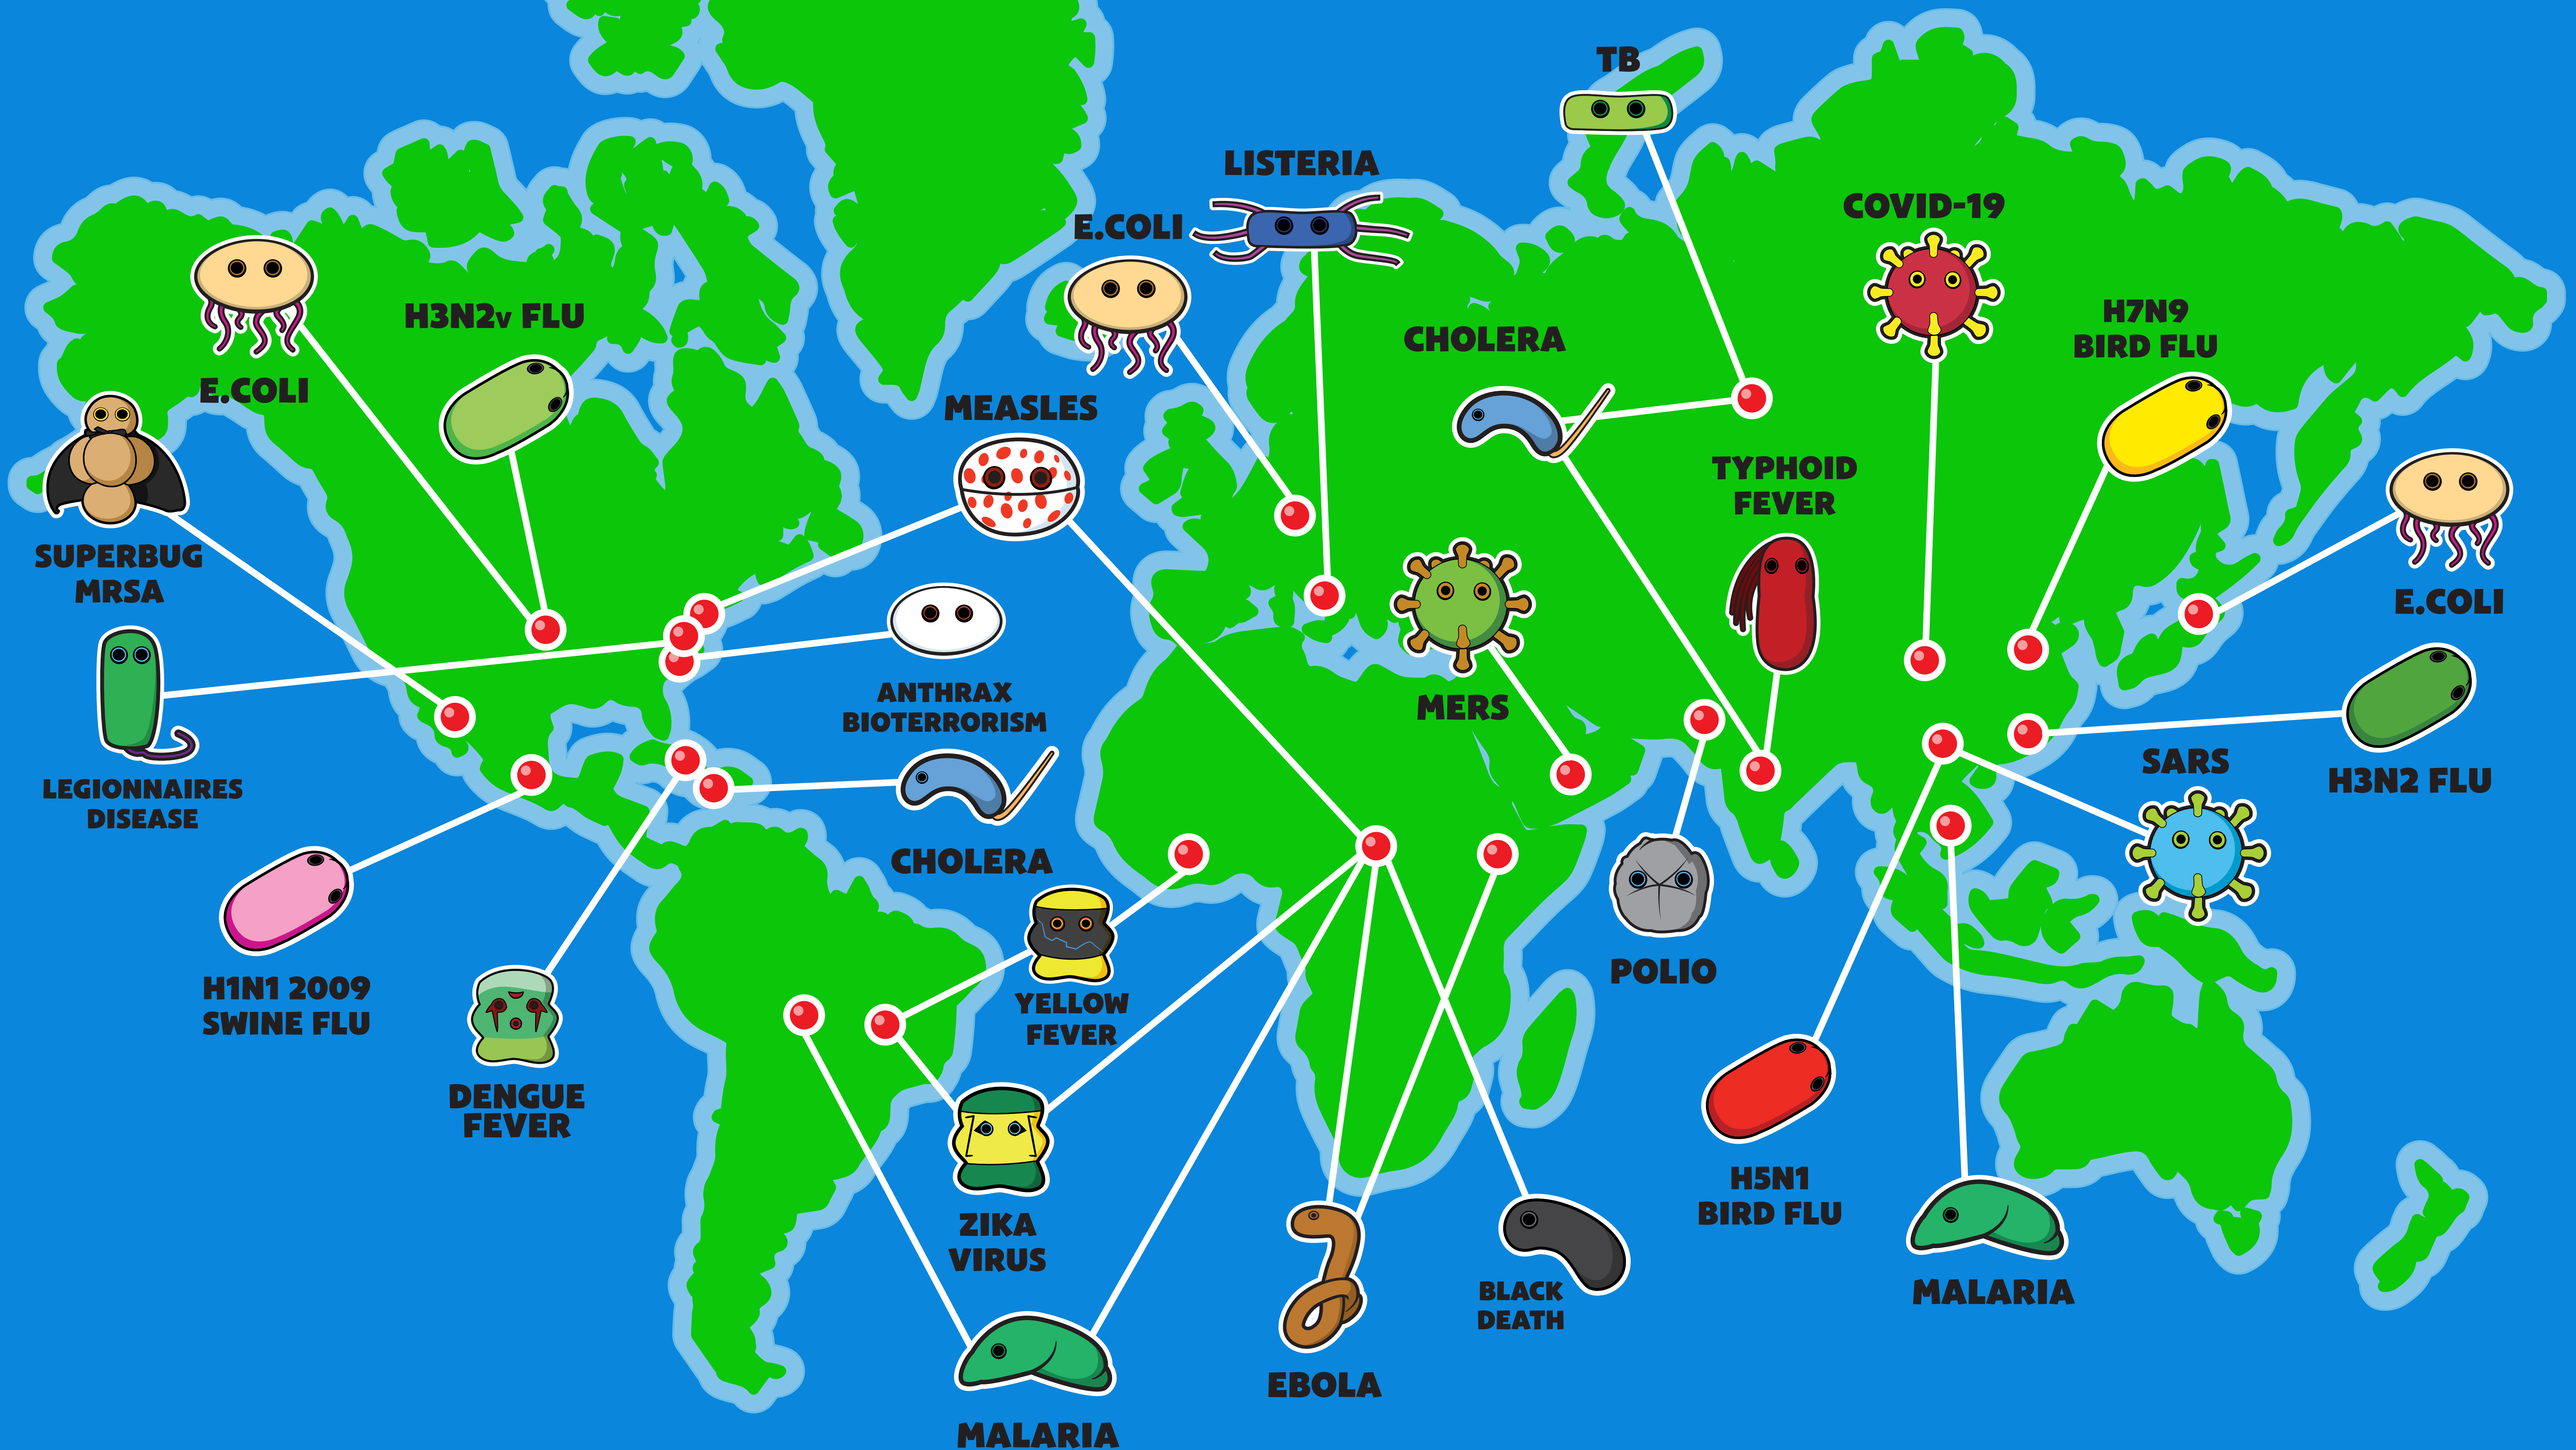 TB
LISTERIA
COVID-19
E.COLI
H3N2v FLU
CHOLERA
H7N9
BIRD FLU
E.COLI
MEASLES
TYPHOID
FEVER
SUPERBUG
MRSA
E.COLI
ANTHRAX
BIOTERRORISM
MERS
LEGIONNAIRES
DISEASE
SARS
H3N2 FLU
CHOLERA
H1N1 2009
SWINE FLU
YELLOW
FEVER
POLIO
DENGUE
FEVER
ZIKA
VIRUS
H5N1
BIRD FLU
BLACK
DEATH
MALARIA
EBOLA
MALARIA